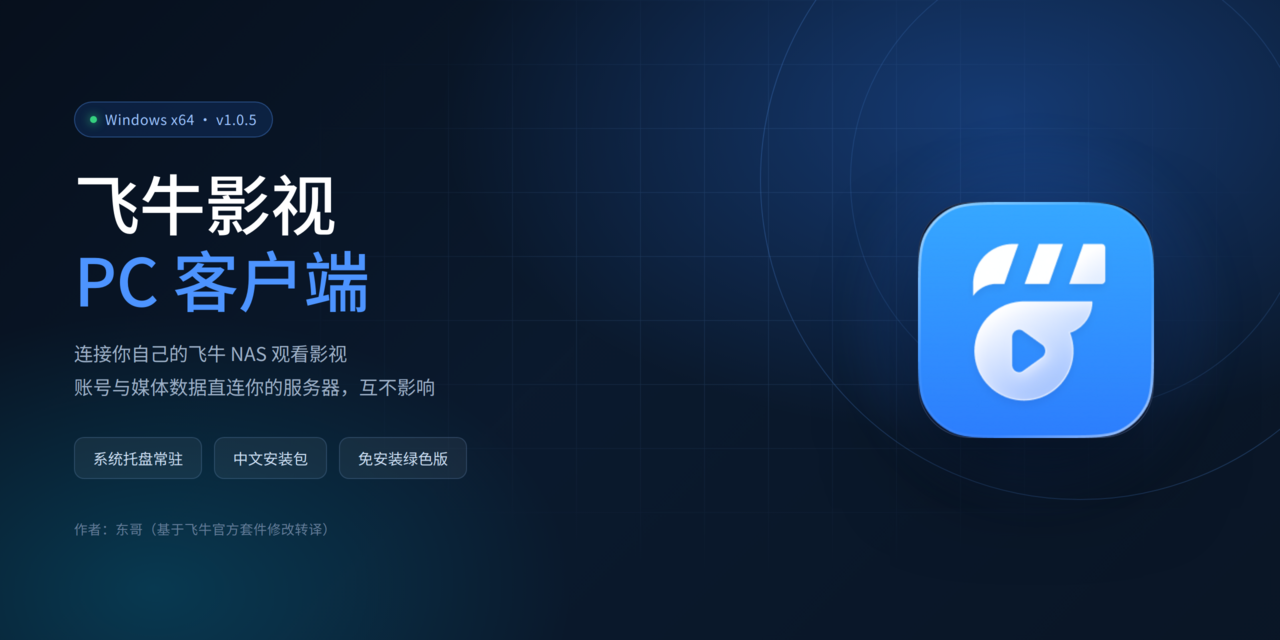 Windows x64 · v1.0.5
飞牛影视
PC 客户端
连接你自己的飞牛 NAS 观看影视
账号与媒体数据直连你的服务器，互不影响
系统托盘常驻
中文安装包
免安装绿色版
作者：东哥（基于飞牛官方套件修改转译）